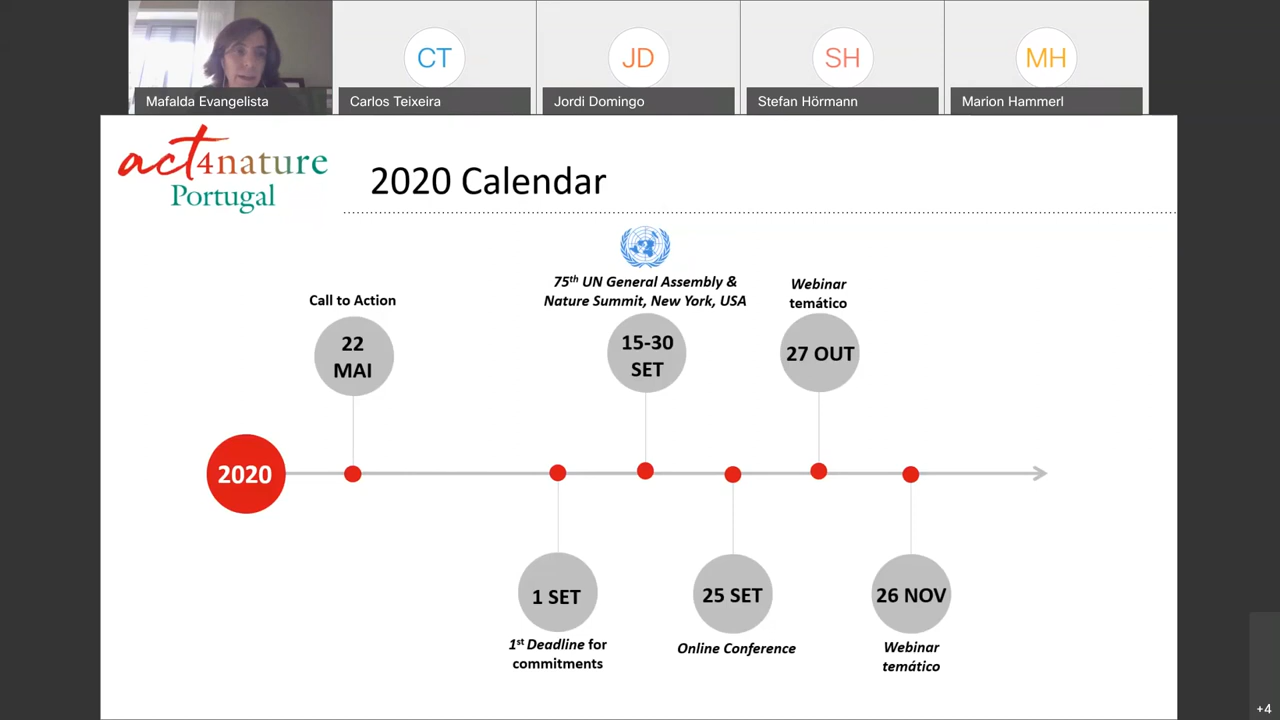 CT
JD
SH
MH
Mafalda Evangelista
Carlos Teixeira
Jordi Domingo
Stefan Hörmann
Marion Hammerl
act4nature
Portugal
2020 Calendar
75th UN General Assembly &
Nature Summit, New York, USA
Webinar
temático
Call to Action
22
MAI
15-30
SET
27 OUT
2020
1 SET
25 SET
26 NOV
1st Deadline for
commitments
Online Conference
Webinar
temático
+4